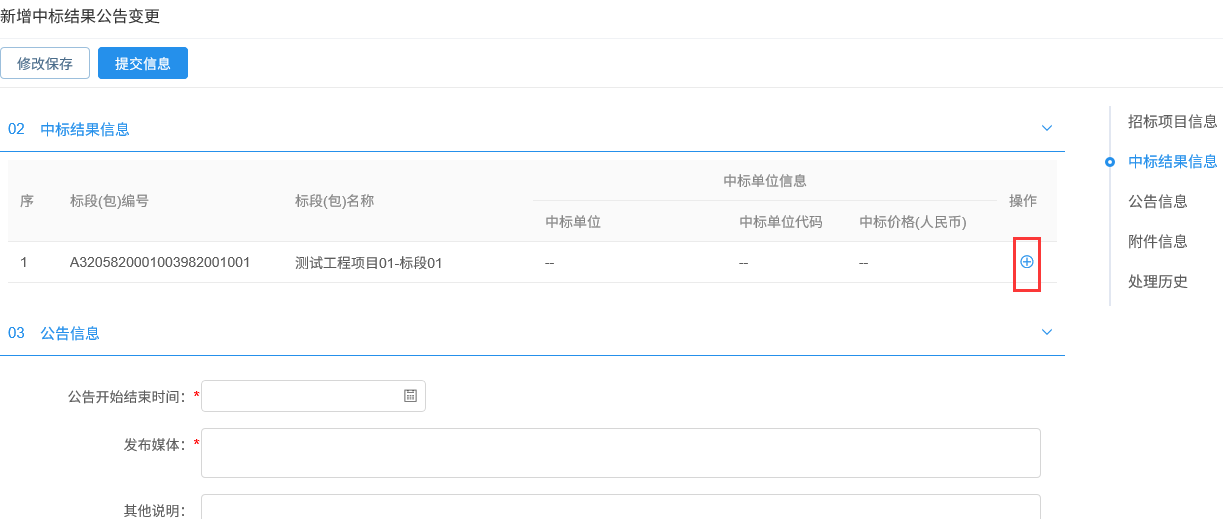 新增中标结果公告变更
修改保存 提交信息
02 中标结果信息
序 标段(包)编号 标段(包)名称 中标单位信息 操作
中标单位 中标单位代码 中标价格(人民币)
1 A3205820001003982001001 测试工程项目01-标段01 -- -- --
03 公告信息
公告开始结束时间：*
发布媒体：*
其他说明：
招标项目信息
中标结果信息
公告信息
附件信息
处理历史